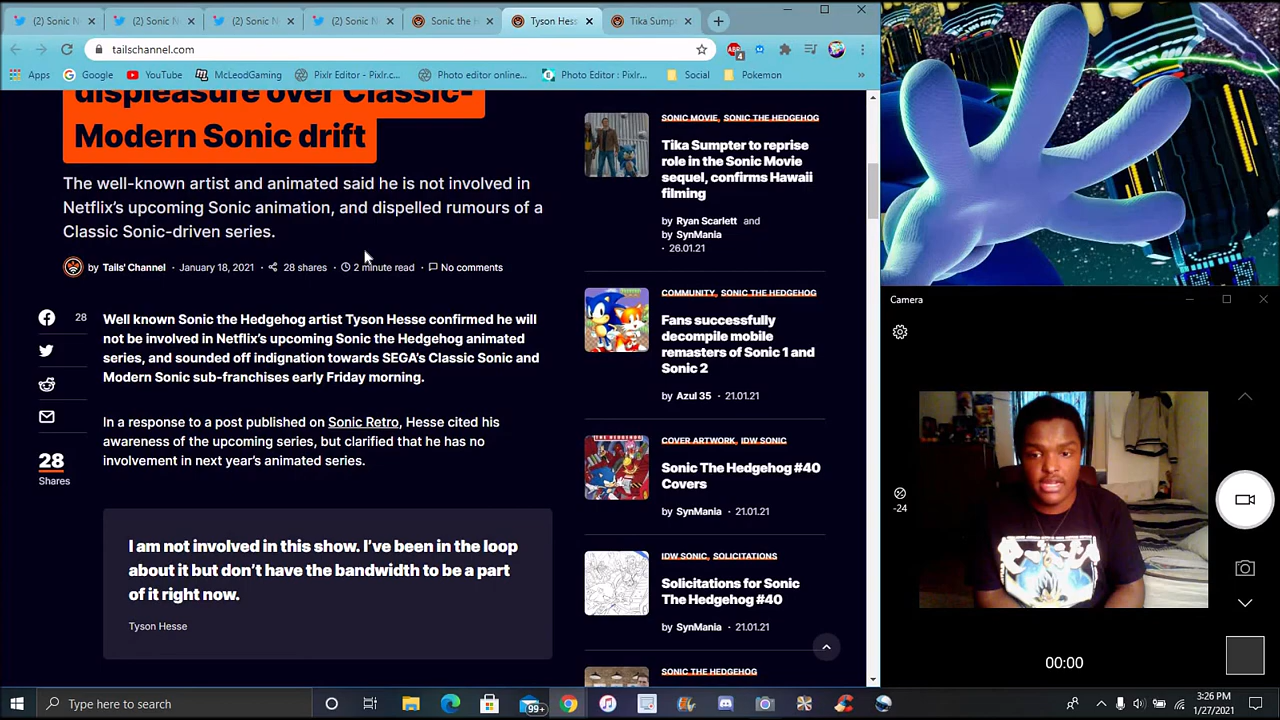 (2) Sonic N
(2) Sonic N
(2) Sonic N
(2) Sonic N
Sonic the H
Tyson Hess
Tika Sumpt
tailschannel.com
4
Apps
Google
YouTube
McLeodGaming
Pixlr Editor - Pixlr.c...
Photo editor online...
Photo Editor : Pixlr...
Social
Pokemon
»
displeasure over Classic-
Modern Sonic drift
The well-known artist and animated said he is not involved in
Netflix's upcoming Sonic animation, and dispelled rumours of a
Classic Sonic-driven series.
by Tails' Channel · January 18, 2021 · 28 shares · 2 minute read · No comments
28
Well known Sonic the Hedgehog artist Tyson Hesse confirmed he will
not be involved in Netflix's upcoming Sonic the Hedgehog animated
series, and sounded off indignation towards SEGA's Classic Sonic and
Modern Sonic sub-franchises early Friday morning.
In a response to a post published on Sonic Retro, Hesse cited his
awareness of the upcoming series, but clarified that he has no
involvement in next year's animated series.
28
Shares
I am not involved in this show. I've been in the loop
about it but don't have the bandwidth to be a part
of it right now.
Tyson Hesse
SONIC MOVIE, SONIC THE HEDGEHOG
Tika Sumpter to reprise
role in the Sonic Movie
sequel, confirms Hawaii
filming
by Ryan Scarlett and
by SynMania
· 26.01.21
COMMUNITY, SONIC THE HEDGEHOG
Fans successfully
decompile mobile
remasters of Sonic 1 and
Sonic 2
by Azul 35 · 21.01.21
COVER ARTWORK, IDW SONIC
Sonic The Hedgehog #40
Covers
by SynMania · 21.01.21
IDW SONIC, SOLICITATIONS
Solicitations for Sonic
The Hedgehog #40
by SynMania · 21.01.21
SONIC THE HEDGEHOG
Camera
-24
00:00
Type here to search
99+
3:26 PM
1/27/2021